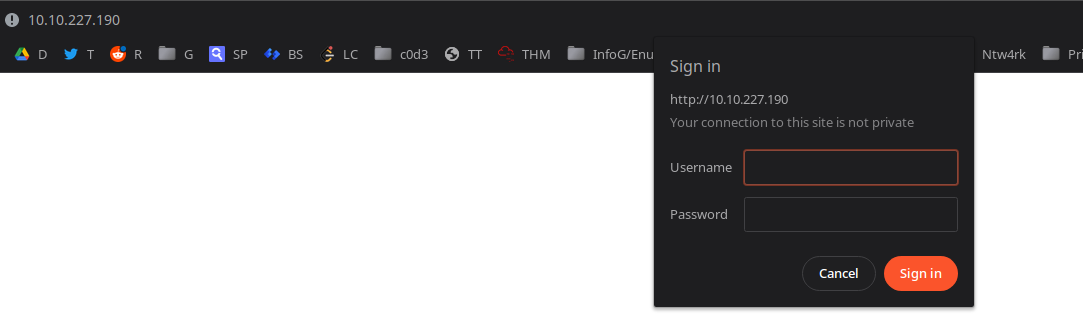 10.10.227.190
D T R G SP BS LC c0d3 TT THM InfoG/Enu Ntw4rk Pri
Sign in
http://10.10.227.190
Your connection to this site is not private
Username
Password
Cancel Sign in